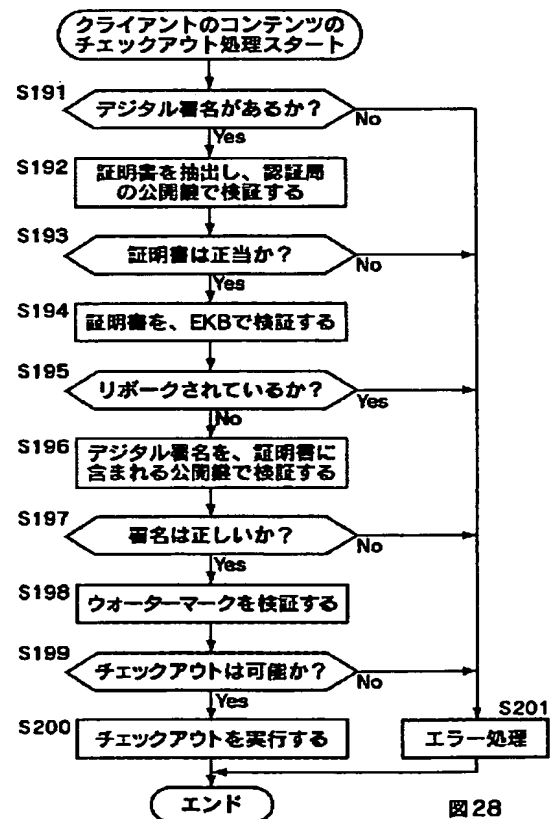 クライアントのコンテンツの
チェックアウト処理スタート
S191
デジタル署名があるか？
No
Yes
S192
証明書を抽出し、認証局
の公開鍵で検証する
S193
証明書は正当か？
No
Yes
S194
証明書を、EKBで検証する
S195
リボークされているか？
Yes
No
S196
デジタル署名を、証明書に
含まれる公開鍵で検証する
S197
署名は正しいか？
No
Yes
S198
ウォーターマークを検証する
S199
チェックアウトは可能か？
No
Yes
S200
チェックアウトを実行する
S201
エラー処理
エンド
図28